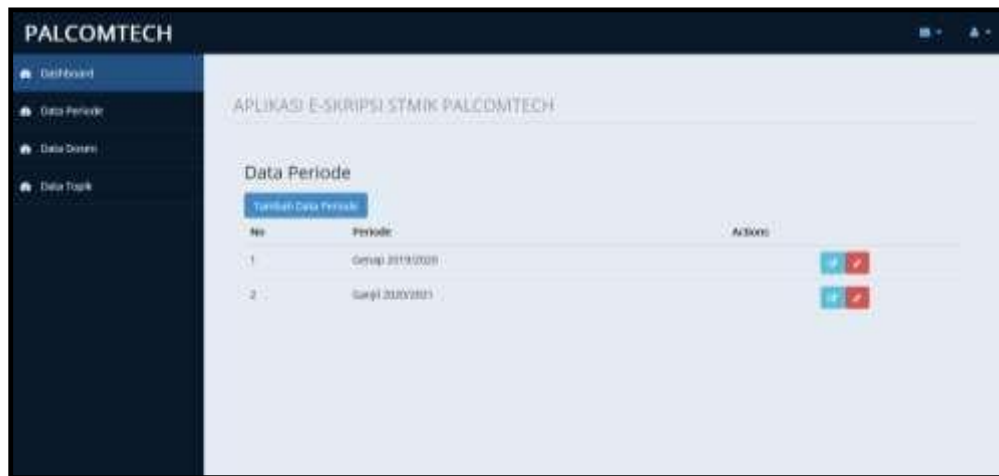 PALCOMTECH
Dashboard
Data Periode
Data Dosen
Data Topik
APLIKASI E-SKRIPSI STMIK PALCOMTECH
Data Periode
Tambah Data Periode
No Periode Actions
1 Genap 2019/2020
2 Ganjil 2020/2021